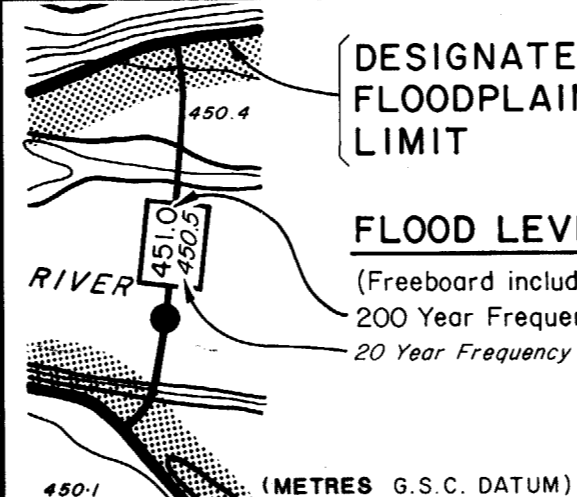 450.4
DESIGNATE
FLOODPLAIN
LIMIT
451.0
450.5
FLOOD LEV
(Freeboard includ
200 Year Freque
20 Year Frequency
RIVER
450.1
(METRES G.S.C. DATUM)